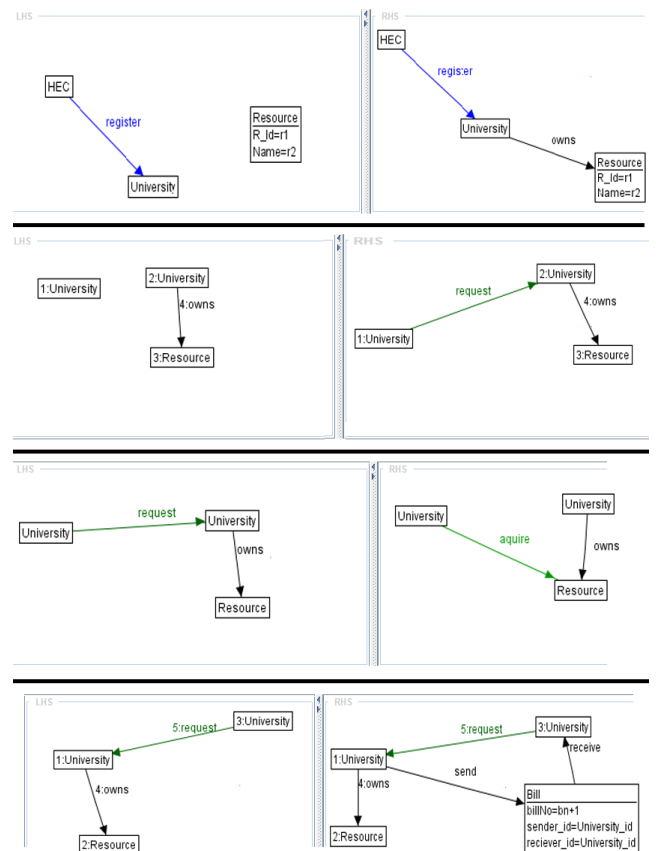 LHS
RHS
HEC
register
University
Resource
R_Id=r1
Name=r2
HEC
register
University
owns
Resource
R_Id=r1
Name=r2
LHS
RHS
1:University
2:University
4:owns
3:Resource
request
2:University
4:owns
1:University
3:Resource
LHS
RHS
request
University
University
owns
Resource
University
University
aquire
owns
Resource
LHS
RHS
3:University
5:request
1:University
4:owns
2:Resource
5:request
3:University
receive
1:University
send
4:owns
Bill
billNo=bn+1
sender_id=University_id
reciever_id=University_id
2:Resource